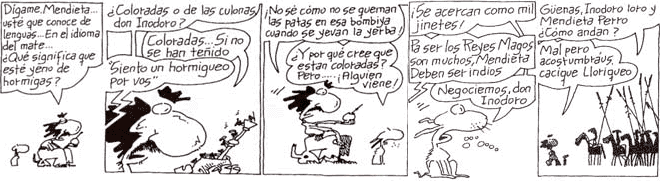 Dígame, Mendieta...
usté que conoce de
lenguas... En el idioma
del mate...
¿Qué significa que
esté yeno de
hormigas?
¿Coloradas o de las culonas,
don Inodoro?
Coloradas... Si no
se han teñido
"Siento un hormigueo
por vos"
¡No sé cómo no se queman
las patas en esa bombiya
cuando se yevan la yerba!
¿Y por qué cree que
estan coloradas?
Pero....¡Alguien
viene!
¡Se acercan como mil
jinetes!
Pa ser los Reyes Magos
son muchos, Mendieta
Deben ser indios
Negociemos, don
Inodoro
Güenas, Inodoro loro y
Mendieta Perro
¿Cómo andan?
Mal pero
acostumbraús,
cacique Lloriqueo